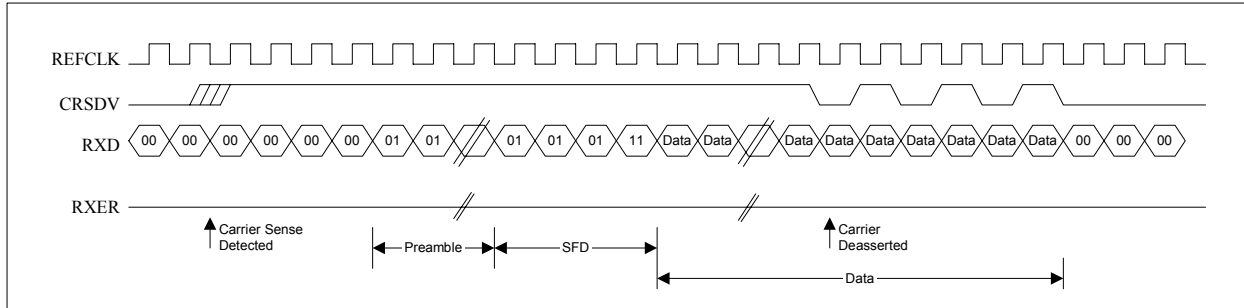 REFCLK
CRSDV
RXD 00 00 00 00 00 00 01 01 01 01 01 11 Data Data Data Data Data Data Data Data Data 00 00 00
RXER
Carrier Sense
Detected
Preamble
SFD
Carrier
Deasserted
Data